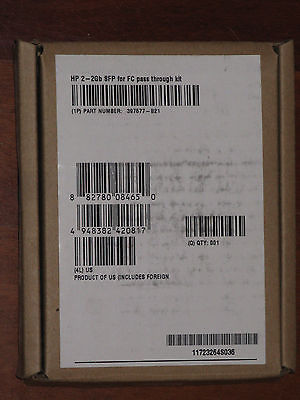 HP 2-2Gb SFP for FC pass through kit
(1P) PART NUMBER: 397677-B21
8 82780 08465 0
(Q) QTY: 001
4 948382 420817
(4L) US
PRODUCT OF US (INCLUDES FOREIGN
11723264S036